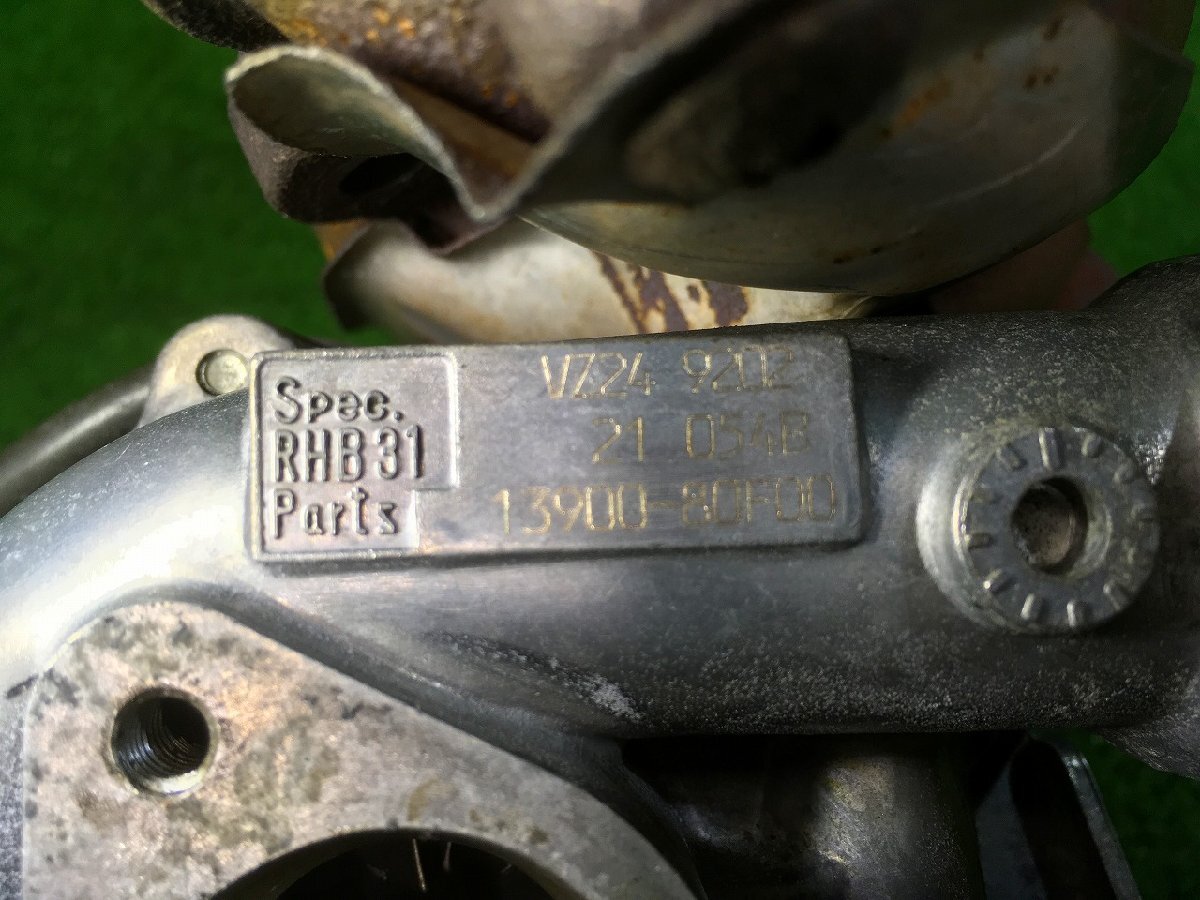 Spec.
RHB31
Parts
VZ24 9202
21 054B
13900-80F00